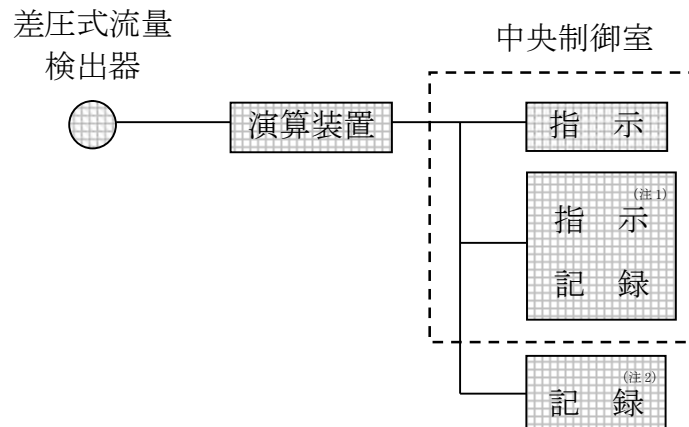 差圧式流量
検出器
中央制御室
演算装置
指 示
(注1)
指 示
記 録
(注2)
記 録